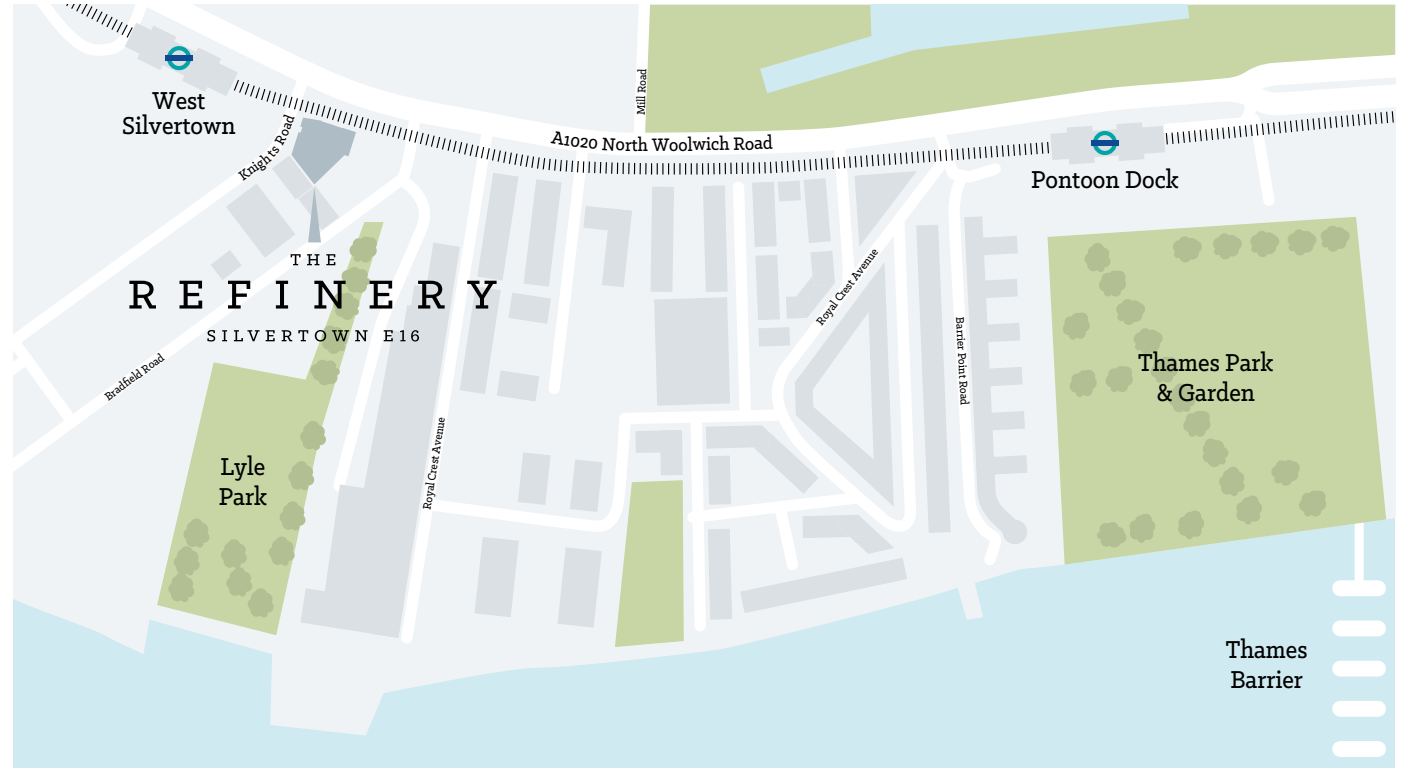 West
Silvertown
Mill Road
A1020 North Woolwich Road
Knights Road
Pontoon Dock
THE
REFINERY
SILVERTOWN E16
Royal Crest Avenue
Barrier Point Road
Bradfield Road
Thames Park
& Garden
Royal Crest Avenue
Lyle
Park
Thames
Barrier